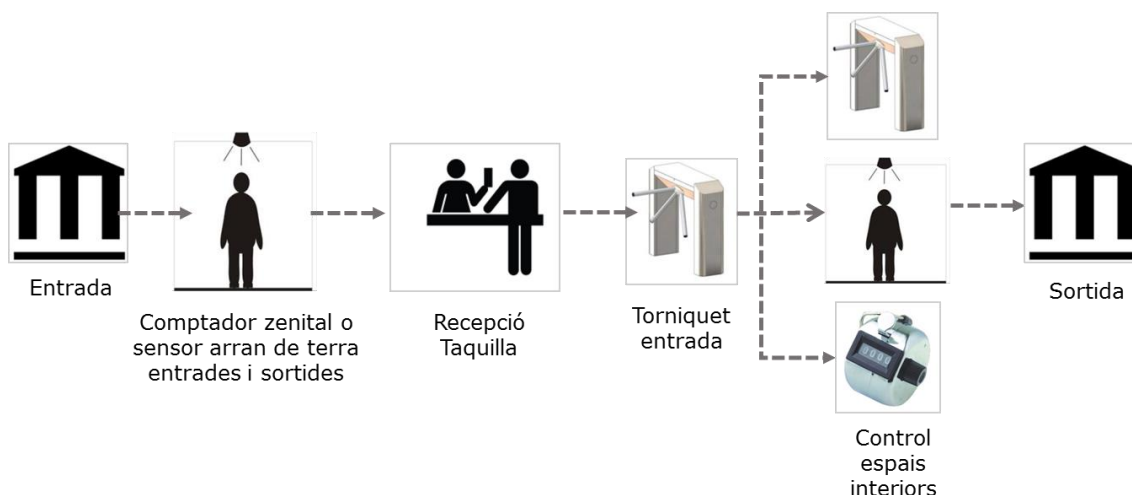 Entrada
Comptador zenital o
sensor arran de terra
entrades i sortides
Recepció
Taquilla
Torniquet
entrada
Control
espais
interiors
Sortida